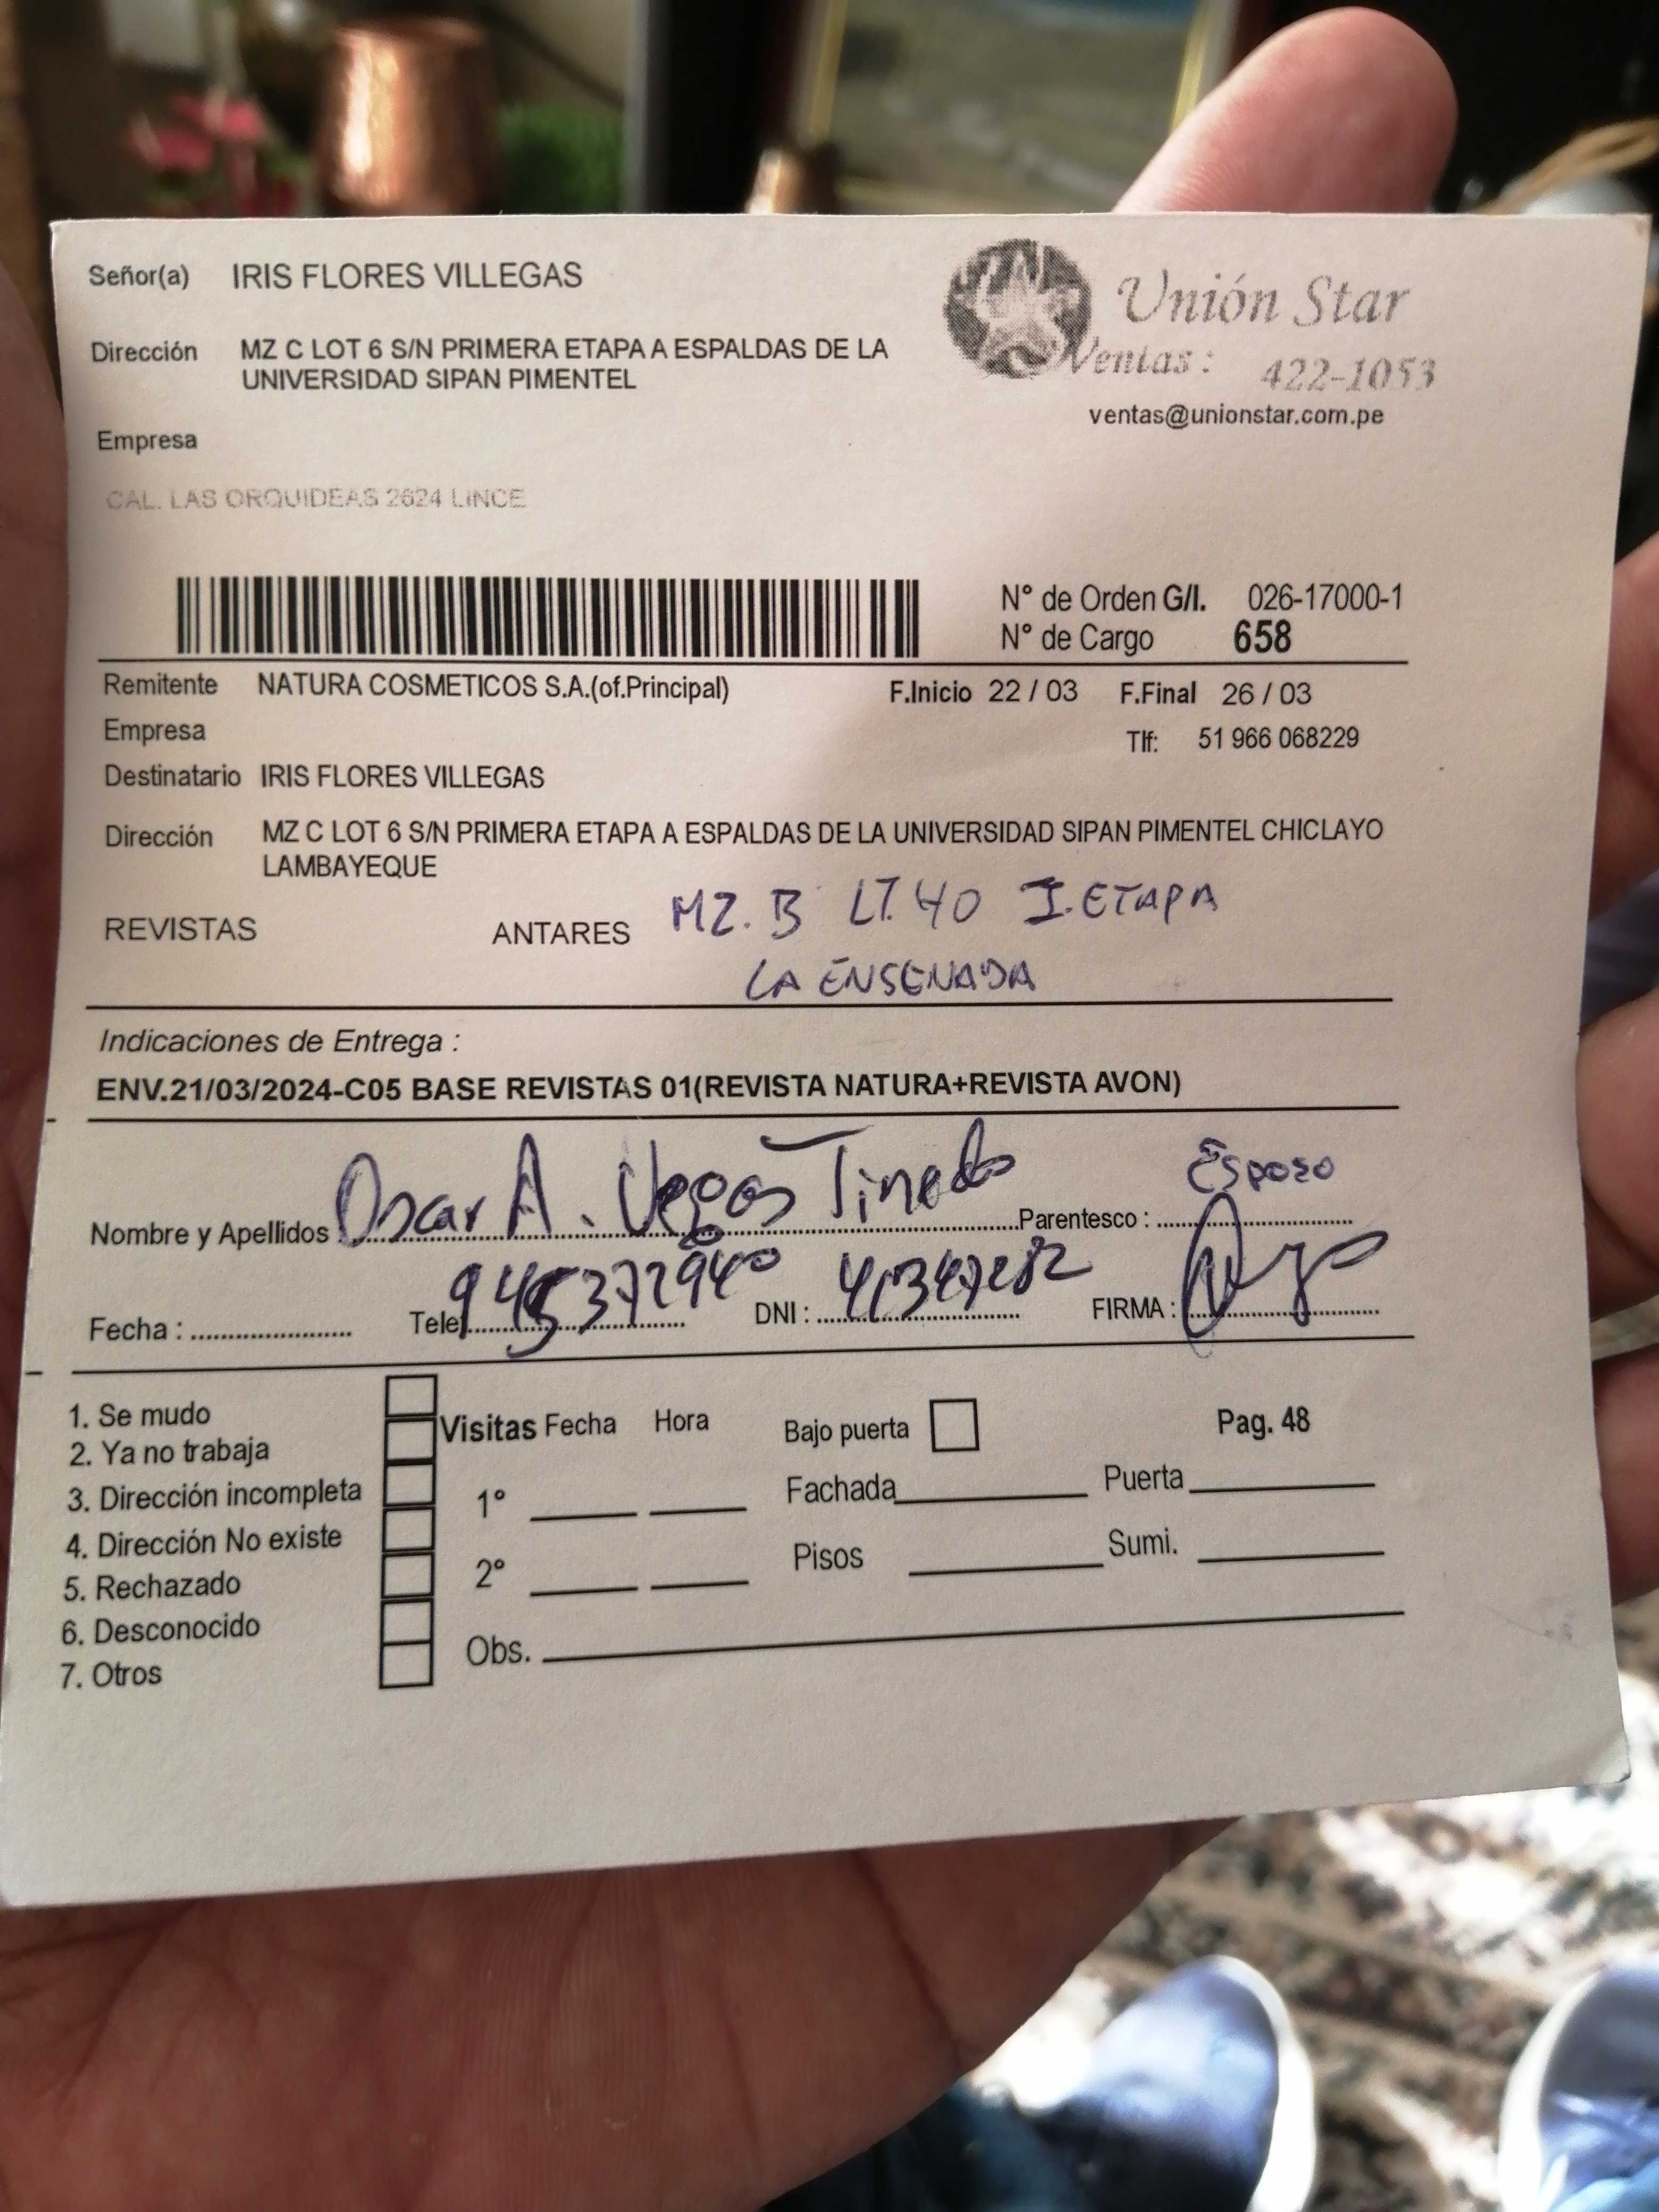 Señor(a) IRIS FLORES VILLEGAS
Dirección MZ C LOT 6 S/N PRIMERA ETAPA A ESPALDAS DE LA
UNIVERSIDAD SIPAN PIMENTEL
Unión Star
Ventas : 422-1053
ventas@unionstar.com.pe
Empresa
CAL. LAS ORQUIDEAS 2624 LINCE
N° de Orden G/I. 026-17000-1
N° de Cargo 658
Remitente NATURA COSMETICOS S.A.(of.Principal) F.Inicio 22 / 03 F.Final 26 / 03
Empresa Tlf: 51 966 068229
Destinatario IRIS FLORES VILLEGAS
Dirección MZ C LOT 6 S/N PRIMERA ETAPA A ESPALDAS DE LA UNIVERSIDAD SIPAN PIMENTEL CHICLAYO
LAMBAYEQUE
REVISTAS ANTARES MZ. B LT. 40 I. ETAPA
LA ENSENADA
Indicaciones de Entrega :
ENV.21/03/2024-C05 BASE REVISTAS 01(REVISTA NATURA+REVISTA AVON)
Nombre y Apellidos : Oscar A. Vegas Tinedo Parentesco : Esposo
Fecha : Telef 945372940 DNI : 41347282 FIRMA :
1. Se mudo
2. Ya no trabaja
3. Dirección incompleta
4. Dirección No existe
5. Rechazado
6. Desconocido
7. Otros
Visitas Fecha Hora Bajo puerta Pag. 48
1° Fachada Puerta
2° Pisos Sumi.
Obs.